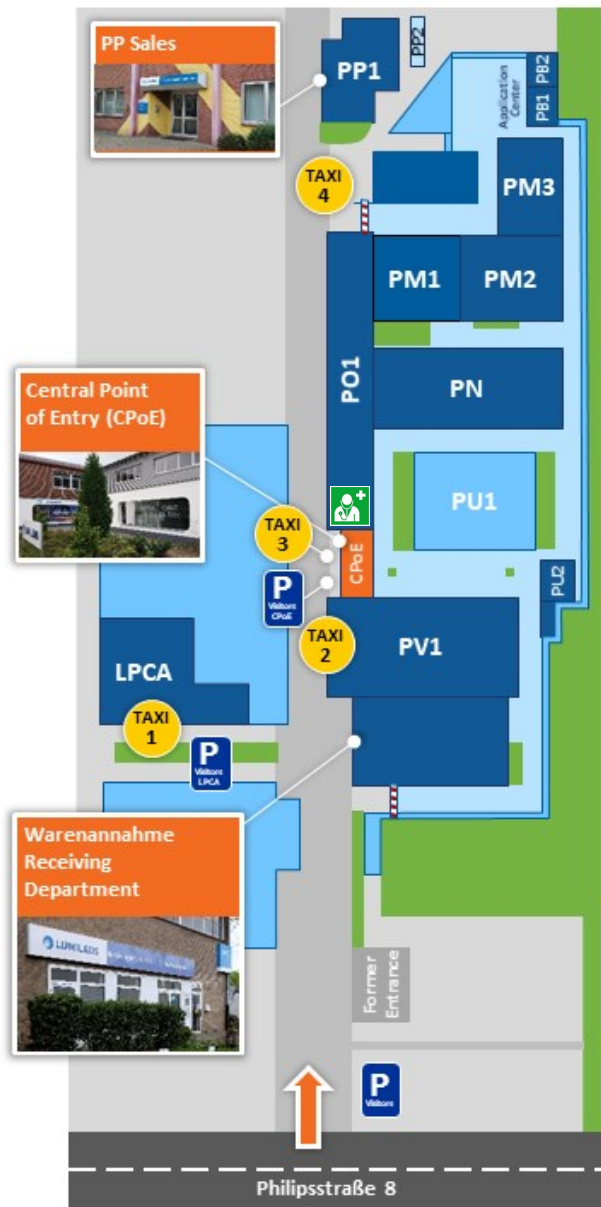 PP Sales
PP1
PP2
Application
Center
PB1
PB2
TAXI
4
PM3
PM1
PM2
PO1
PN
Central Point
of Entry (CPoE)
PU1
TAXI
3
CPoE
P
Visitors
CPoE
PU2
TAXI
2
PV1
LPCA
TAXI
1
P
Visitors
LPCA
Warenannahme
Receiving
Department
LUMILEDS
Former
Entrance
P
Visitors
Philipsstraße 8